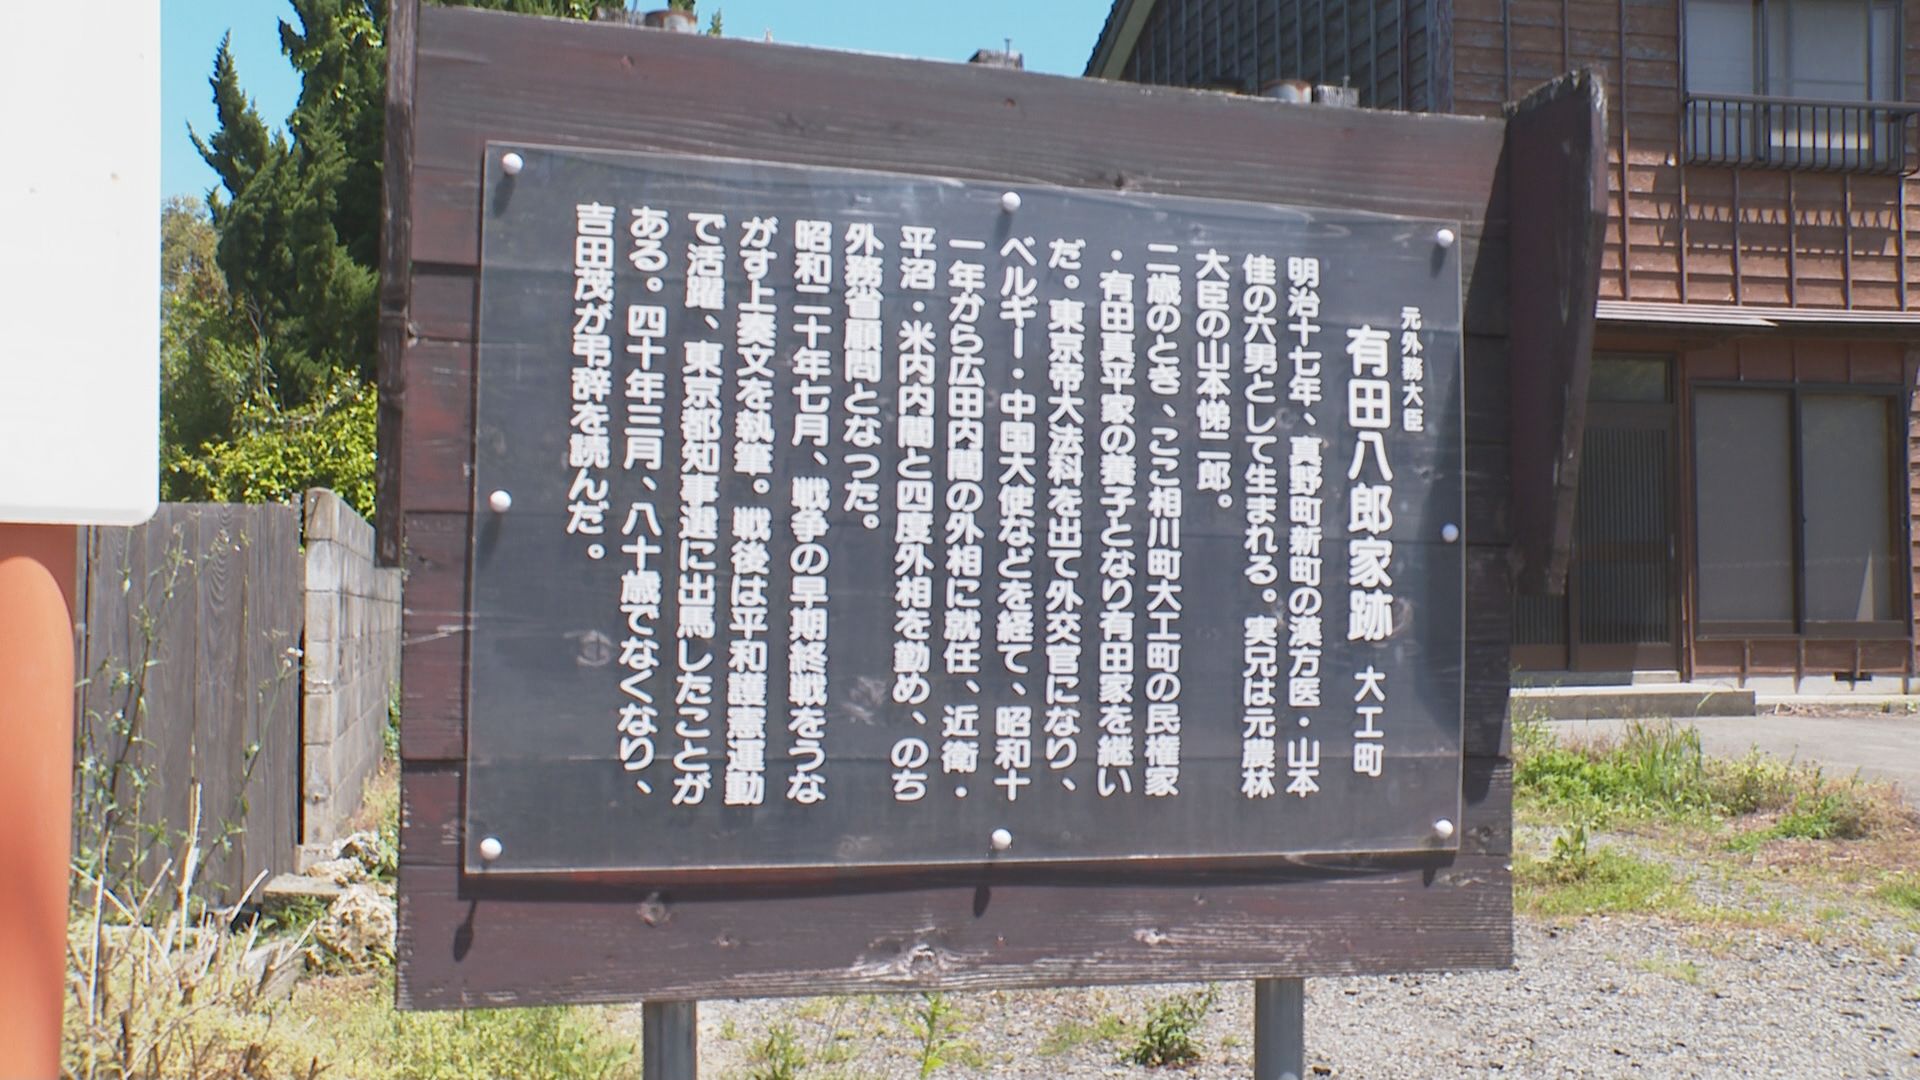 元外務大臣
有田八郎家跡 大工町
明治十七年、真野町新町の漢方医・山本
佳の六男として生まれる。実兄は元農林
大臣の山本悌二郎。
二歳のとき、ここ相川町大工町の民権家
・有田真平家の養子となり有田家を継い
だ。東京帝大法科を出て外交官になり、
ベルギー・中国大使などを経て、昭和十
一年から広田内閣の外相に就任、近衛・
平沼・米内内閣と四度外相を勤め、のち
外務省顧問となった。
昭和二十年七月、戦争の早期終戦をうな
がす上奏文を執筆。戦後は平和護憲運動
で活躍、東京都知事選に出馬したことが
ある。四十年三月、八十歳でなくなり、
吉田茂が弔辞を読んだ。